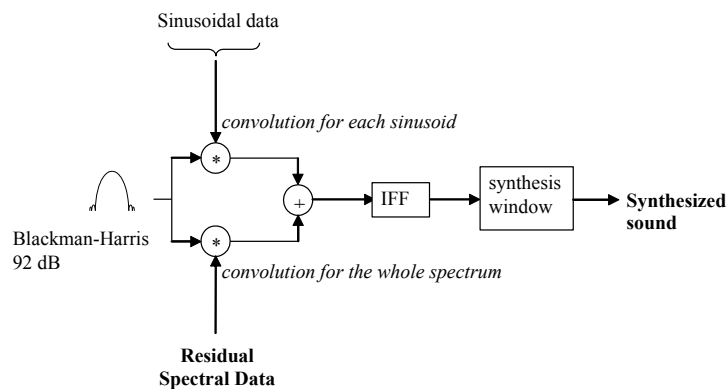 Sinusoidal data
convolution for each sinusoid
*
+
IFF
synthesis
window
Synthesized
sound
Blackman-Harris
92 dB
*
convolution for the whole spectrum
Residual
Spectral Data